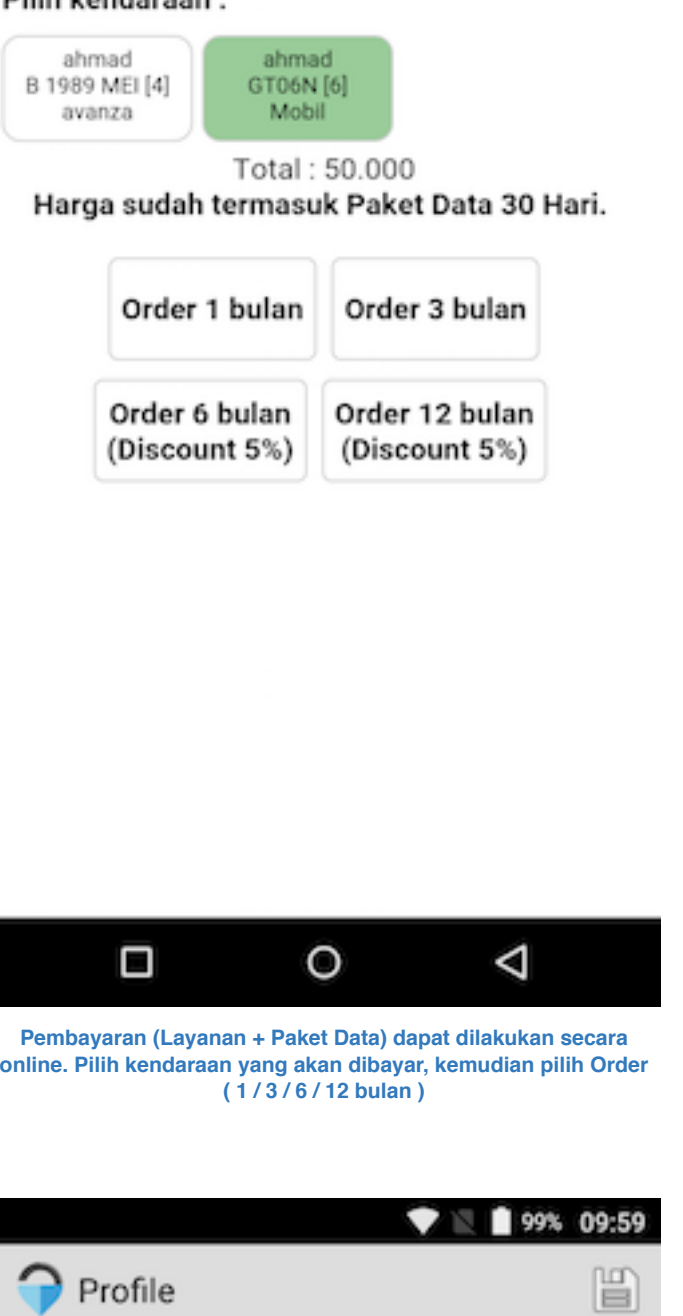 Pilih kendaraan :
ahmad
B 1989 MEI [4]
avanza
ahmad
GT06N [6]
Mobil
Total : 50.000
Harga sudah termasuk Paket Data 30 Hari.
Order 1 bulan
Order 3 bulan
Order 6 bulan
(Discount 5%)
Order 12 bulan
(Discount 5%)
Pembayaran (Layanan + Paket Data) dapat dilakukan secara
online. Pilih kendaraan yang akan dibayar, kemudian pilih Order
( 1 / 3 / 6 / 12 bulan )
99% 09:59
Profile